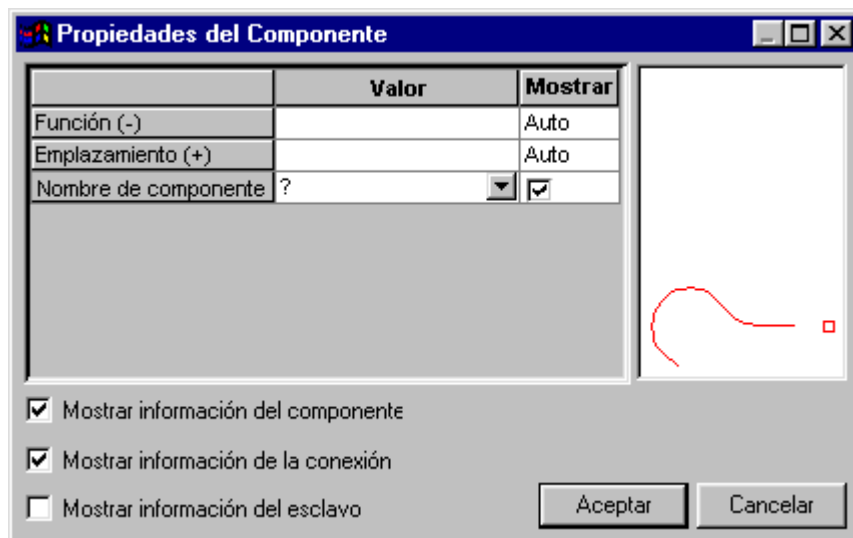 Propiedades del Componente
Valor Mostrar
Función (-) Auto
Emplazamiento (+) Auto
Nombre de componente ?
Mostrar información del componente
Mostrar información de la conexión
Mostrar información del esclavo
Aceptar Cancelar